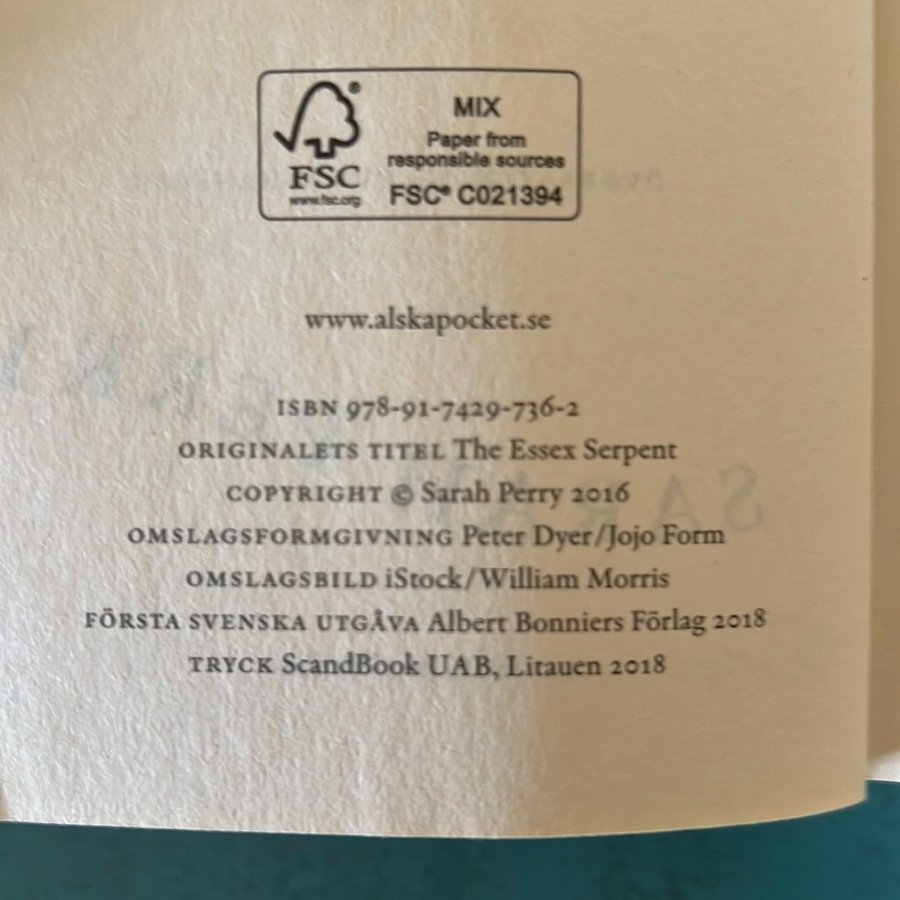 MIX
Paper from
responsible sources
FSC® C021394
®
FSC
www.fsc.org
www.alskapocket.se
ISBN 978-91-7429-736-2
ORIGINALETS TITEL The Essex Serpent
COPYRIGHT © Sarah Perry 2016
OMSLAGSFORMGIVNING Peter Dyer/Jojo Form
OMSLAGSBILD iStock/William Morris
FÖRSTA SVENSKA UTGÅVA Albert Bonniers Förlag 2018
TRYCK ScandBook UAB, Litauen 2018